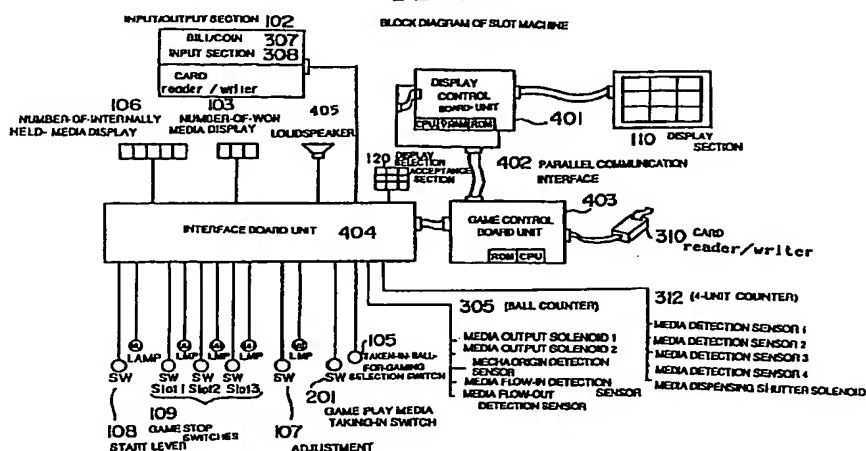 INPUT/OUTPUT SECTION 102
BLOCK DIAGRAM OF SLOT MACHINE
BILL/COIN 307
INPUT SECTION 308
CARD
reader/writer
106
NUMBER-OF-INTERNALLY
HELD-MEDIA DISPLAY
103
NUMBER-OF-WON
MEDIA DISPLAY
405
LOUDSPEAKER
120 DISPLAY SELECTION
ACCEPTANCE
SECTION
DISPLAY
CONTROL
BOARD-UNIT
CPU ROM
401
110 DISPLAY
SECTION
402 PARALLEL COMMUNICATION
INTERFACE
403
GAME CONTROL
BOARD UNIT
ROM CPU
310 CARD
reader/writer
INTERFACE BOARD UNIT 404
LAMP
LMP
LMP
LMP
LMP
SW
SW SW SW
Slot1 Slot2 Slot3
SW
SW
105
TAKEN-IN-BALL-
FOR-GAMING
SELECTION SWITCH
201
GAME PLAY MEDIA
TAKING-IN SWITCH
108
START LEVER
109
GAME STOP
SWITCHES
107
ADJUSTMENT
305 (BALL COUNTER)
MEDIA OUTPUT SOLENOID 1
MEDIA OUTPUT SOLENOID 2
MECHA ORIGIN DETECTION
SENSOR
MEDIA FLOW-IN DETECTION SENSOR
MEDIA FLOW-OUT
DETECTION SENSOR
312 (4-UNIT COUNTER)
MEDIA DETECTION SENSOR 1
MEDIA DETECTION SENSOR 2
MEDIA DETECTION SENSOR 3
MEDIA DETECTION SENSOR 4
MEDIA DISPENSING SHUTTER SOLENOID